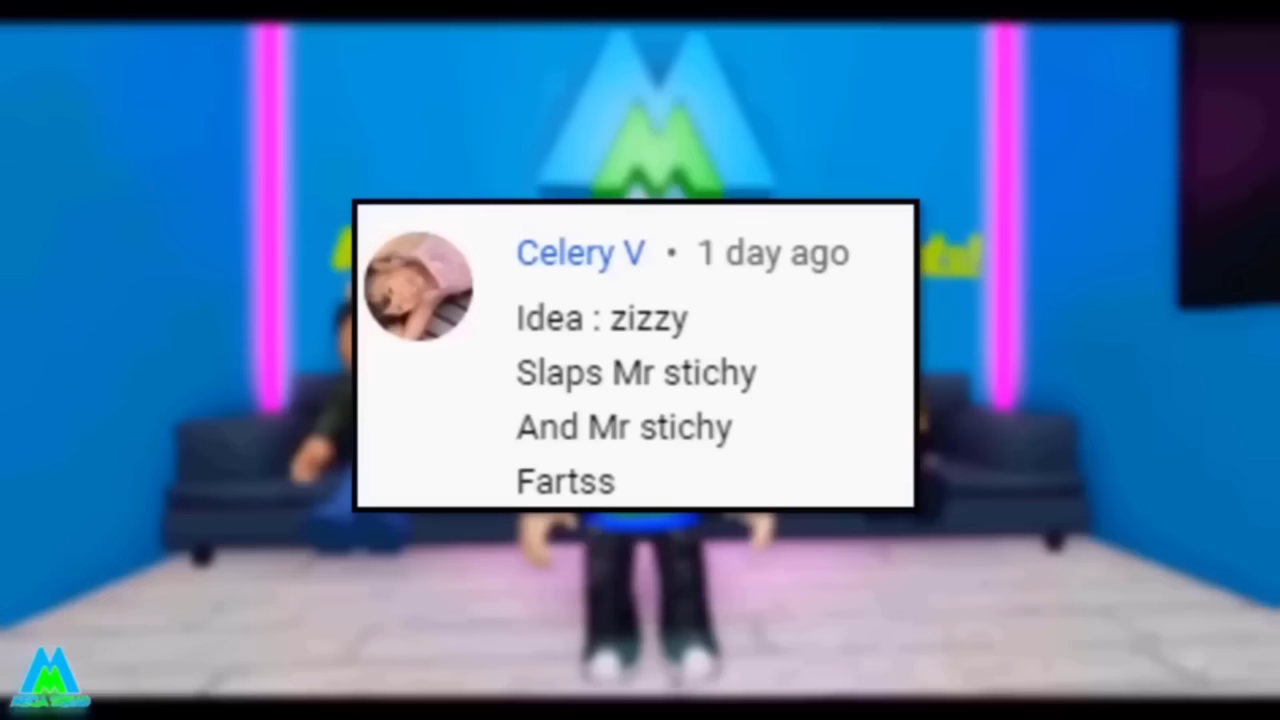 Celery V • 1 day ago
Idea : zizzy
Slaps Mr stichy
And Mr stichy
Fartss